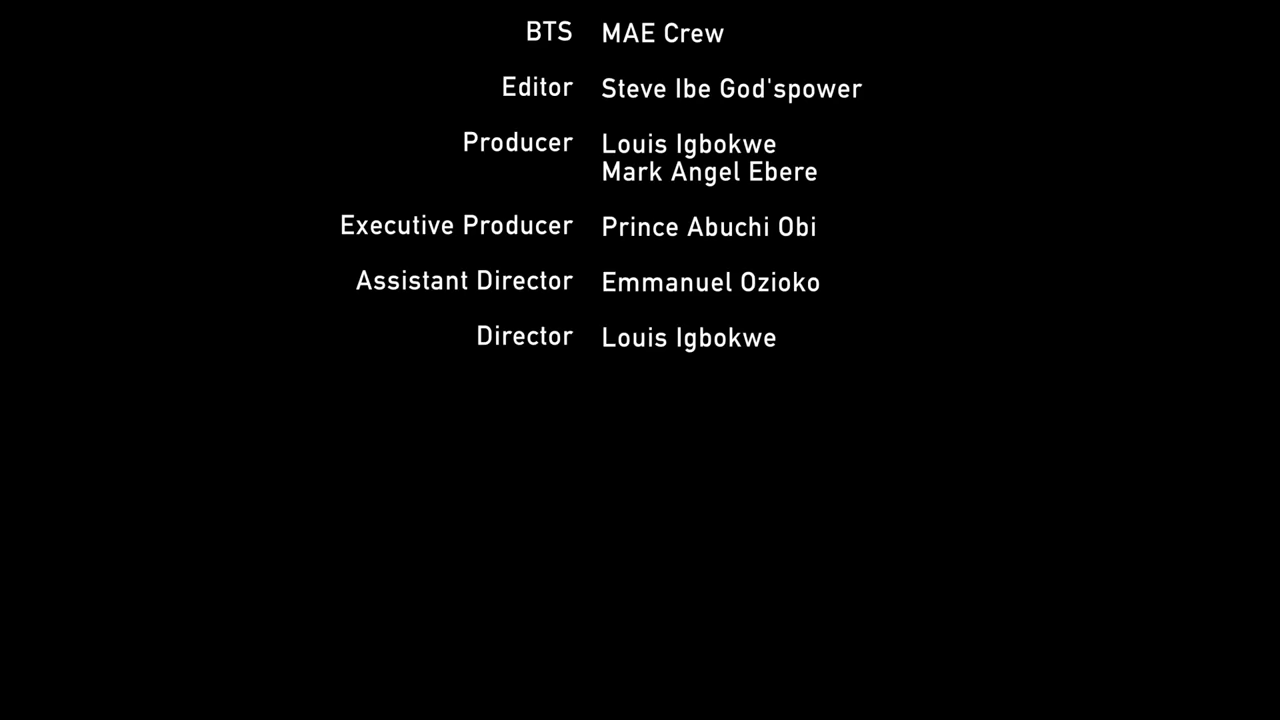 BTS MAE Crew
Editor Steve Ibe God'spower
Producer Louis Igbokwe
Mark Angel Ebere
Executive Producer Prince Abuchi Obi
Assistant Director Emmanuel Ozioko
Director Louis Igbokwe